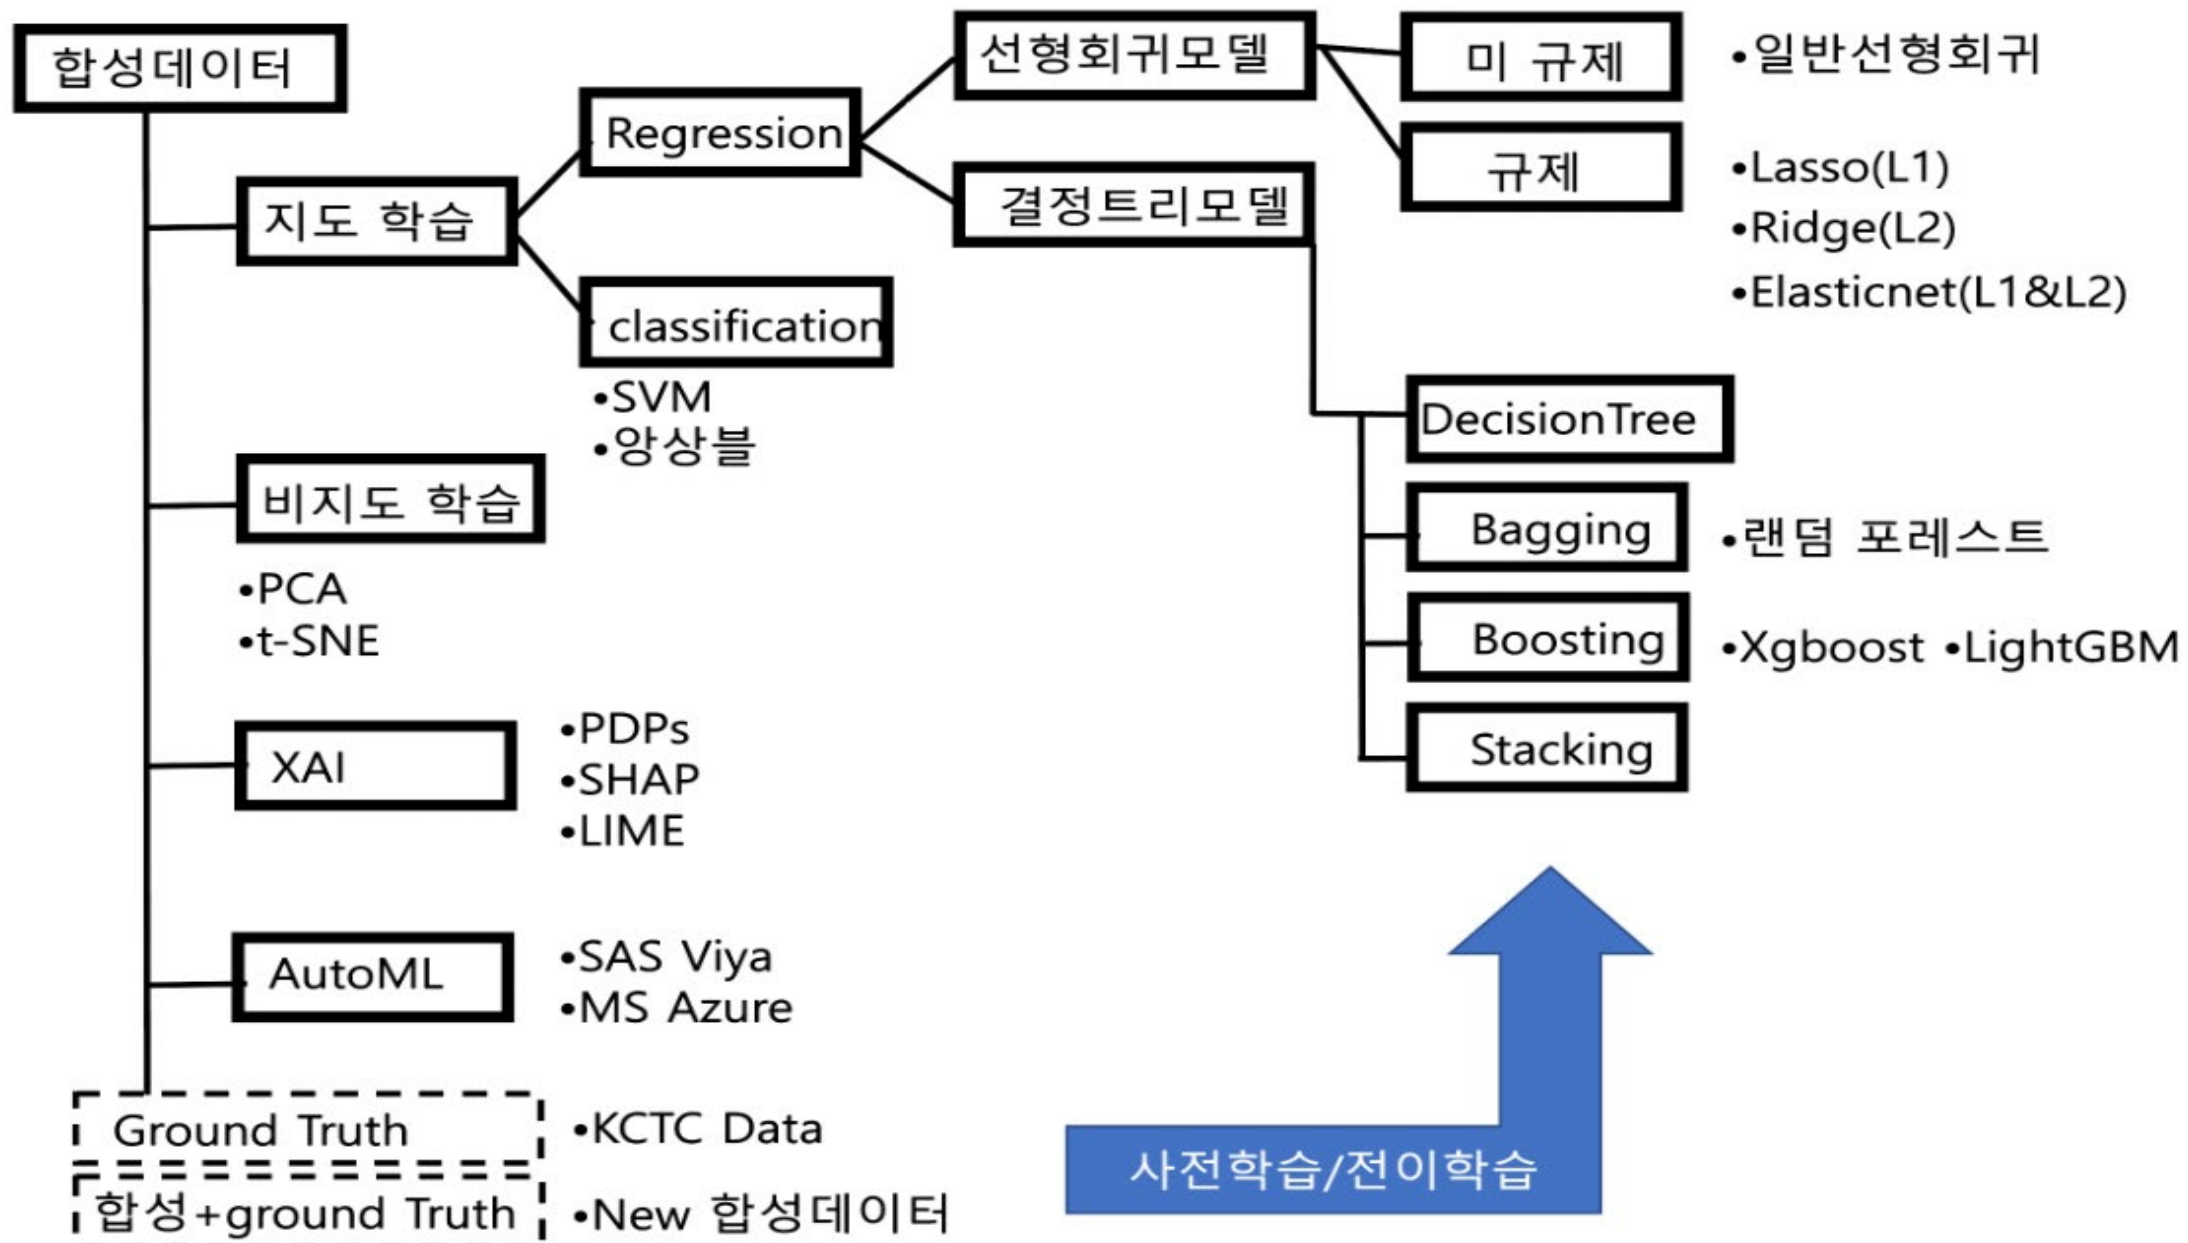 합성데이터
지도 학습
Regression
선형회귀모델
미 규제
•일반선형회귀
규제
•Lasso(L1)
•Ridge(L2)
•Elasticnet(L1&L2)
결정트리모델
DecisionTree
Bagging
•랜덤 포레스트
Boosting
•Xgboost •LightGBM
Stacking
classification
•SVM
•앙상블
비지도 학습
•PCA
•t-SNE
XAI
•PDPs
•SHAP
•LIME
AutoML
•SAS Viya
•MS Azure
Ground Truth
•KCTC Data
합성+ground Truth
•New 합성데이터
사전학습/전이학습